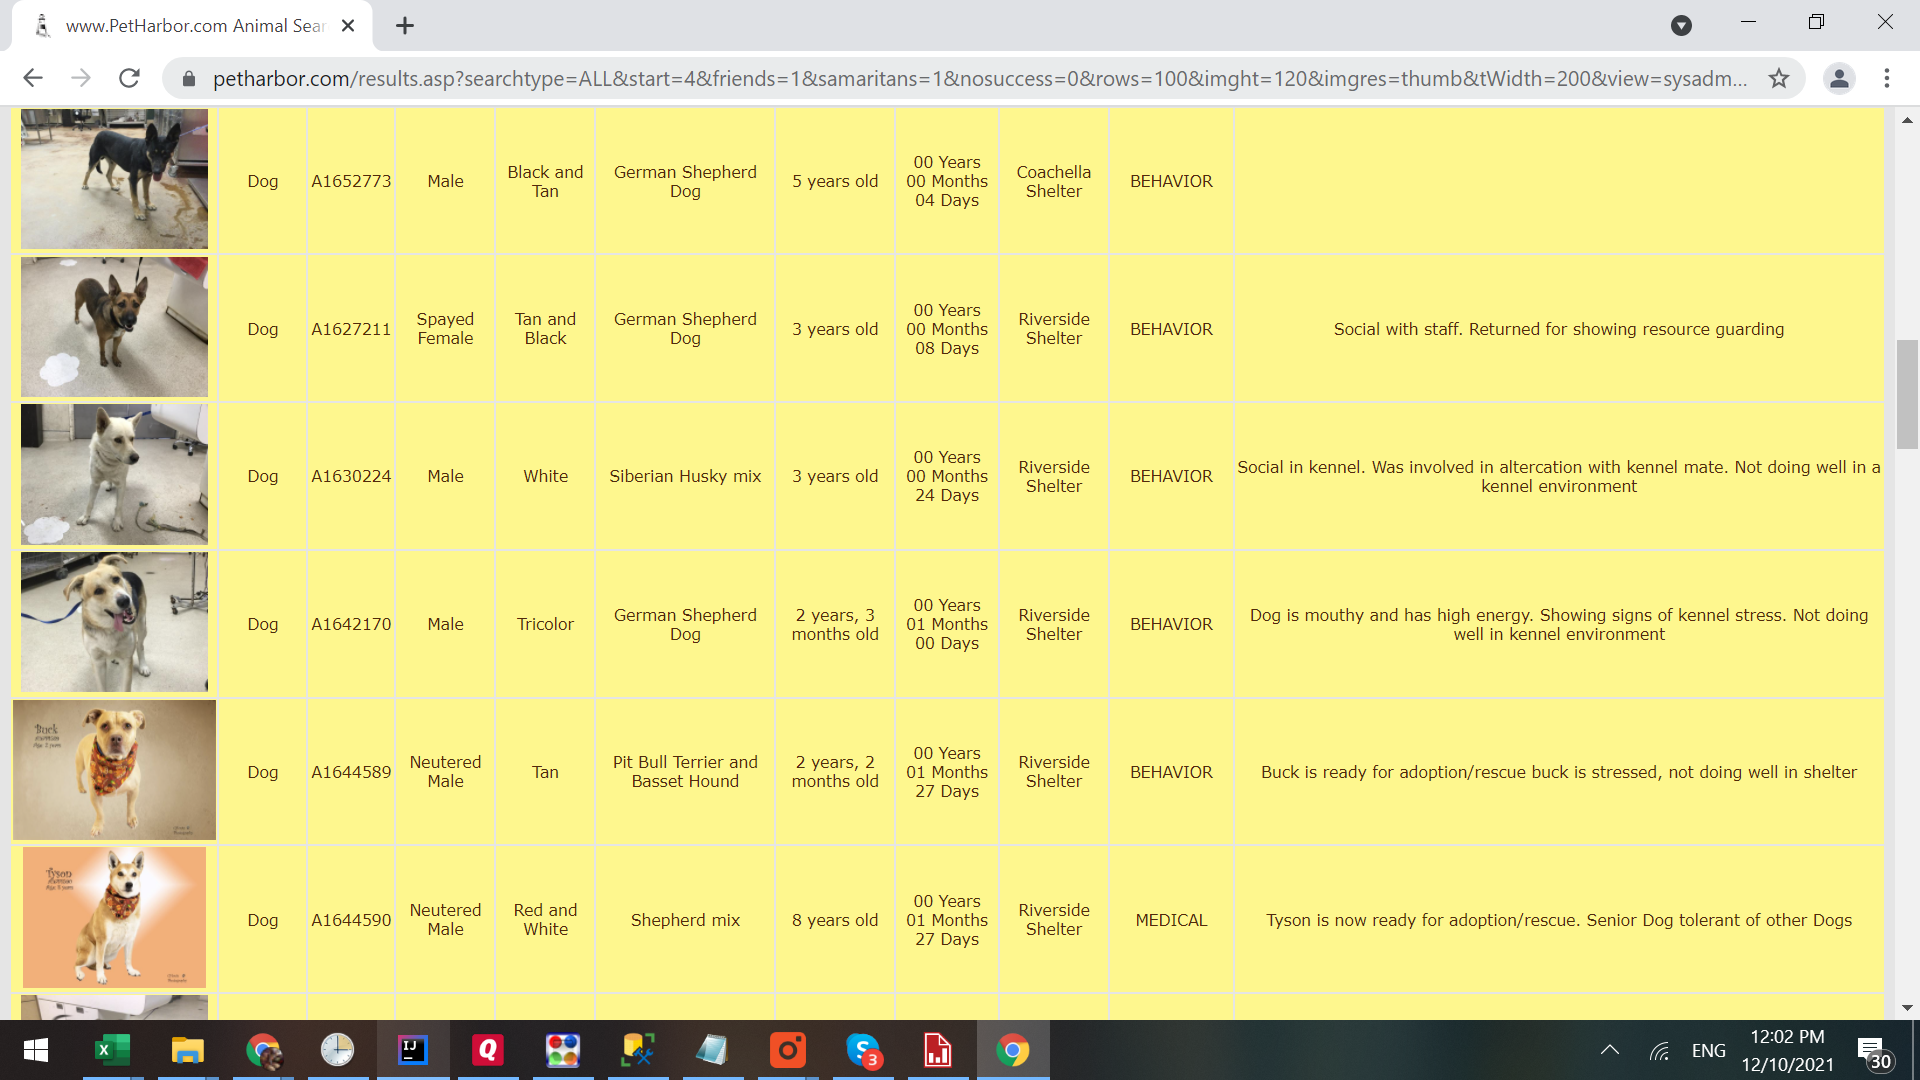 www.PetHarbor.com Animal Sear
petharbor.com/results.asp?searchtype=ALL&start=4&friends=1&samaritans=1&nosuccess=0&rows=100&imght=120&imgres=thumb&tWidth=200&view=sysadm...
Dog
A1652773
Male
Black and
Tan
German Shepherd
Dog
5 years old
00 Years
00 Months
04 Days
Coachella
Shelter
BEHAVIOR
Dog
A1627211
Spayed
Female
Tan and
Black
German Shepherd
Dog
3 years old
00 Years
00 Months
08 Days
Riverside
Shelter
BEHAVIOR
Social with staff. Returned for showing resource guarding
Dog
A1630224
Male
White
Siberian Husky mix
3 years old
00 Years
00 Months
24 Days
Riverside
Shelter
BEHAVIOR
Social in kennel. Was involved in altercation with kennel mate. Not doing well in a
kennel environment
Dog
A1642170
Male
Tricolor
German Shepherd
Dog
2 years, 3
months old
00 Years
01 Months
00 Days
Riverside
Shelter
BEHAVIOR
Dog is mouthy and has high energy. Showing signs of kennel stress. Not doing
well in kennel environment
Buck
Dog
A1644589
Neutered
Male
Tan
Pit Bull Terrier and
Basset Hound
2 years, 2
months old
00 Years
01 Months
27 Days
Riverside
Shelter
BEHAVIOR
Buck is ready for adoption/rescue buck is stressed, not doing well in shelter
Tyson
Dog
A1644590
Neutered
Male
Red and
White
Shepherd mix
8 years old
00 Years
01 Months
27 Days
Riverside
Shelter
MEDICAL
Tyson is now ready for adoption/rescue. Senior Dog tolerant of other Dogs
X
IJ
Q
S
3
ENG
12:02 PM
12/10/2021
30